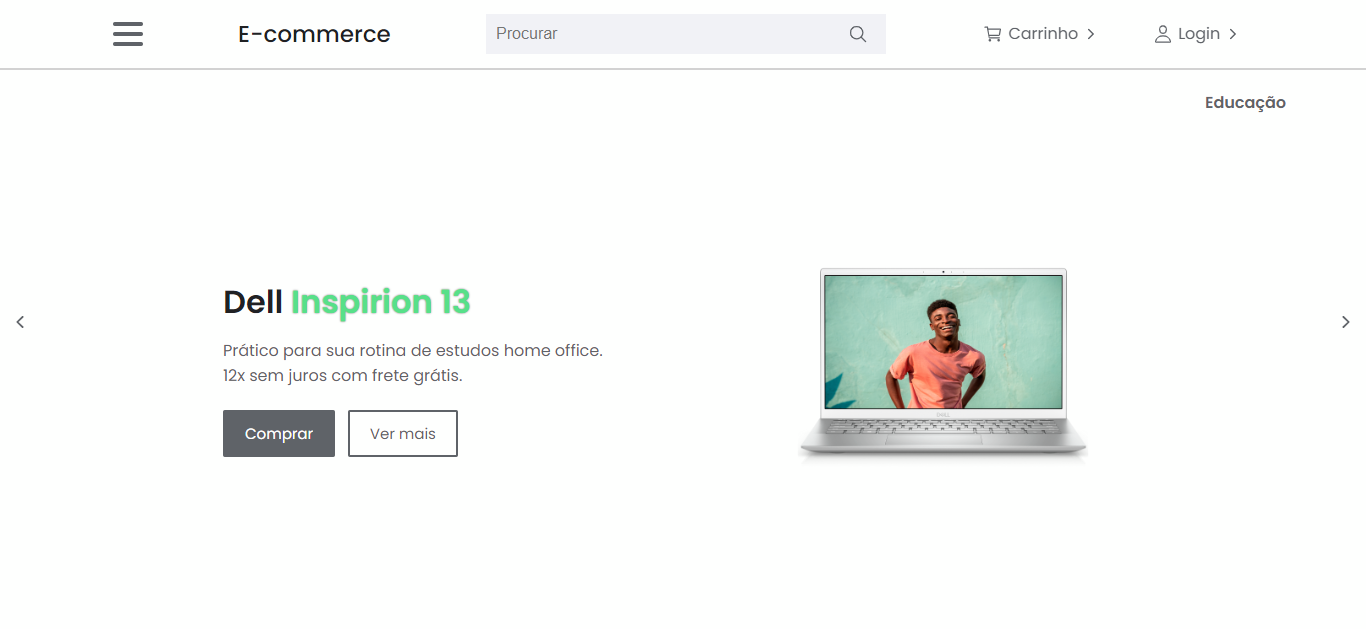 E-commerce
Procurar
Carrinho
Login
Educação
Dell Inspirion 13
Prático para sua rotina de estudos home office.
12x sem juros com frete grátis.
Comprar
Ver mais
DELL